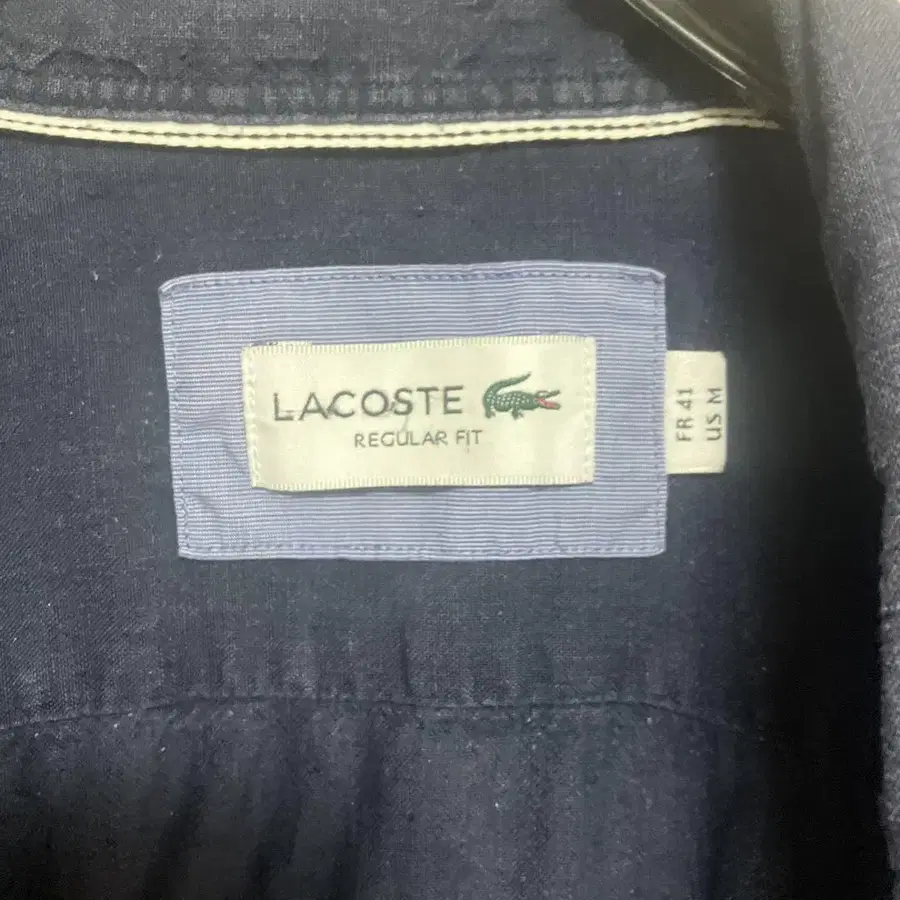 LACOSTE
REGULAR FIT
FR 41
US M